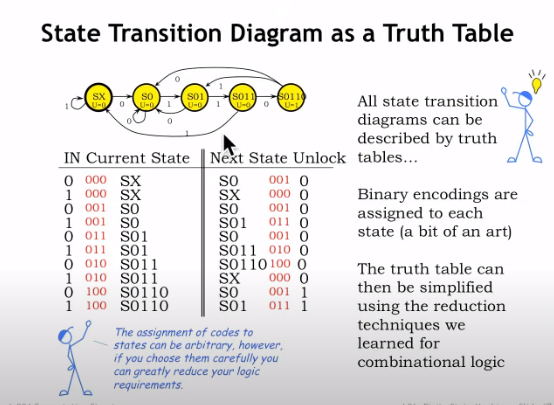 State Transition Diagram as a Truth Table
0
1
1 SX 0 S0 1 S01 1 S011 0 S0110
U=0 U=0 U=0 U=0 U=1
0 0
1
IN Current State Next State Unlock
0 000 SX S0 001 0
1 000 SX SX 000 0
0 001 S0 S0 001 0
1 001 S0 S01 011 0
0 011 S01 S0 001 0
1 011 S01 S011 010 0
0 010 S011 S0110 100 0
1 010 S011 SX 000 0
0 100 S0110 S0 001 1
1 100 S0110 S01 011 1
All state transition
diagrams can be
described by truth
tables...
Binary encodings are
assigned to each
state (a bit of an art)
The truth table can
then be simplified
using the reduction
techniques we
learned for
combinational logic
The assignment of codes to
states can be arbitrary, however,
if you choose them carefully you
can greatly reduce your logic
requirements.